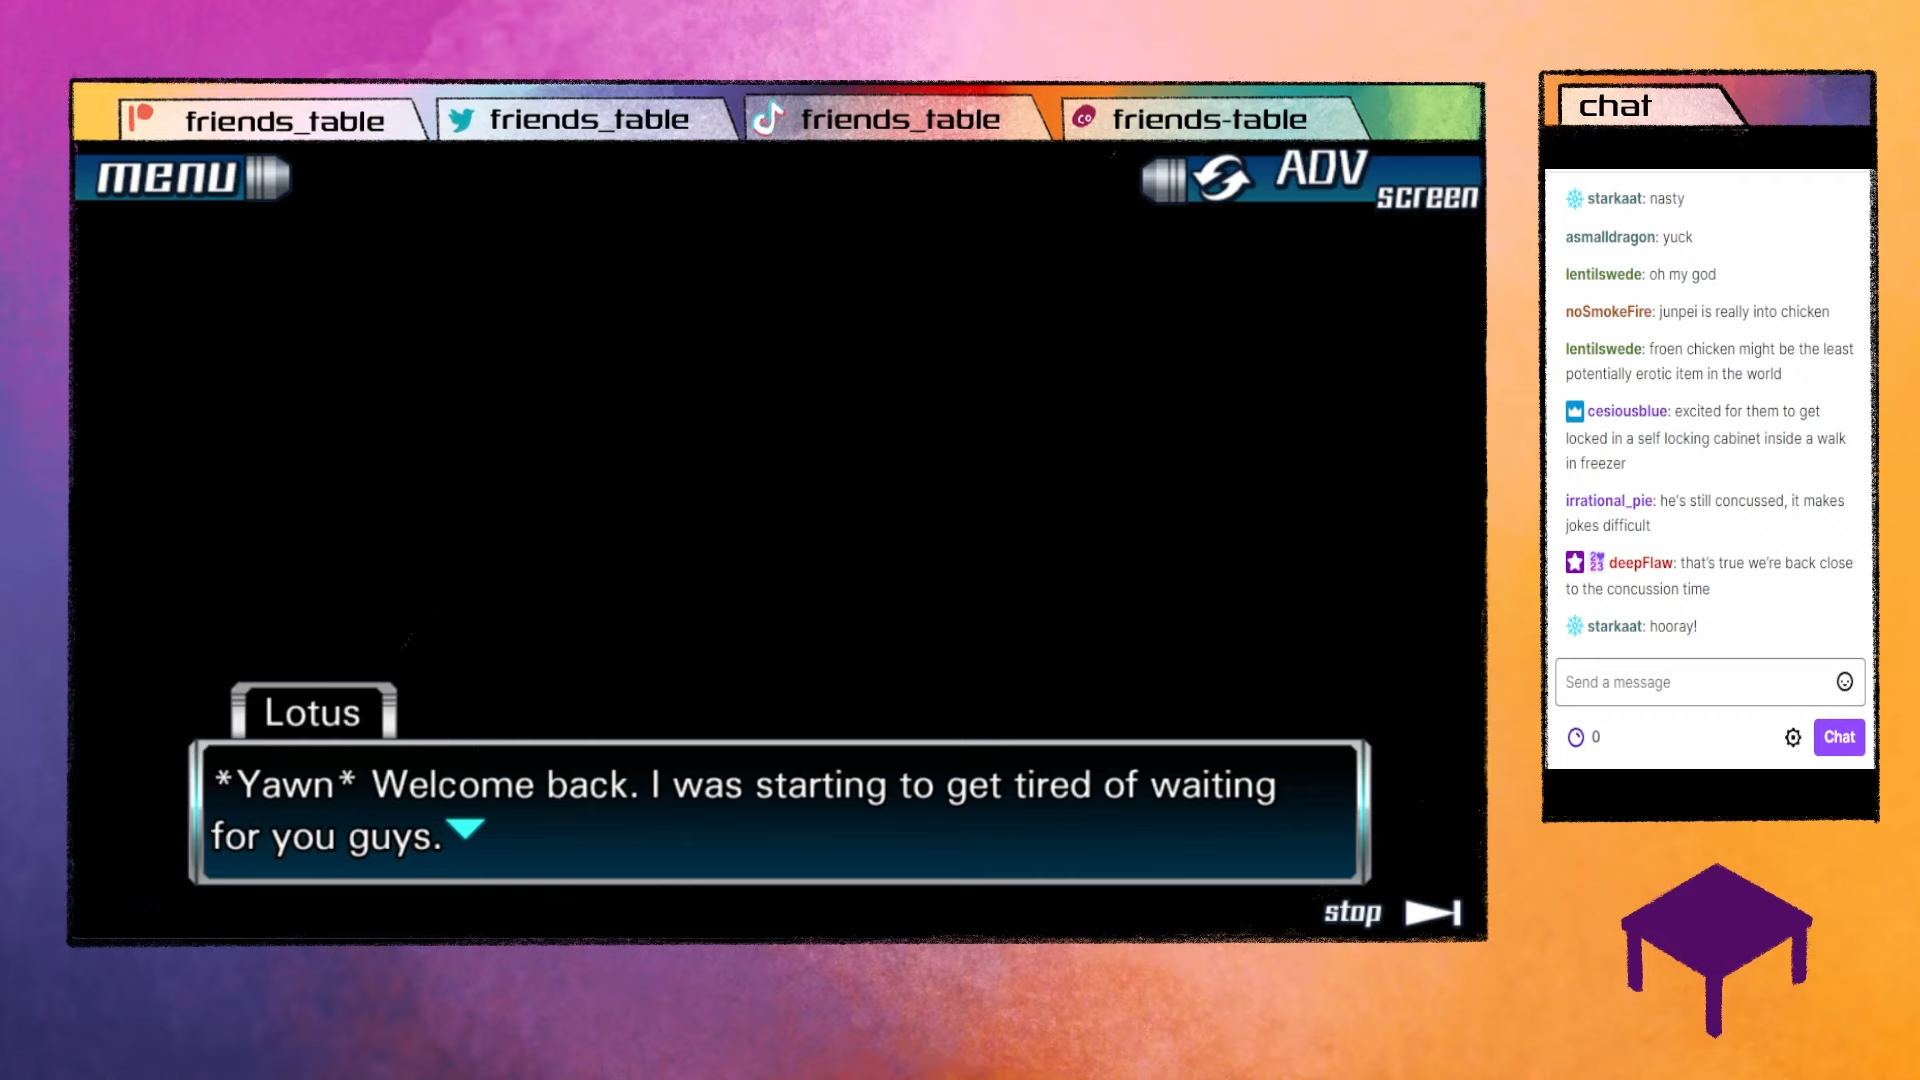 friends_table
friends_table
friends_table
friends-table
menu
ADV
screen
Lotus
*Yawn* Welcome back. I was starting to get tired of waiting
for you guys.
stop
chat
starkaat: nasty
asmalldragon: yuck
lentilswede: oh my god
noSmokeFire: junpei is really into chicken
lentilswede: froen chicken might be the least
potentially erotic item in the world
cesiousblue: excited for them to get
locked in a self locking cabinet inside a walk
in freezer
irrational_pie: he's still concussed, it makes
jokes difficult
deepFlaw: that's true we're back close
to the concussion time
starkaat: hooray!
Send a message
0
Chat